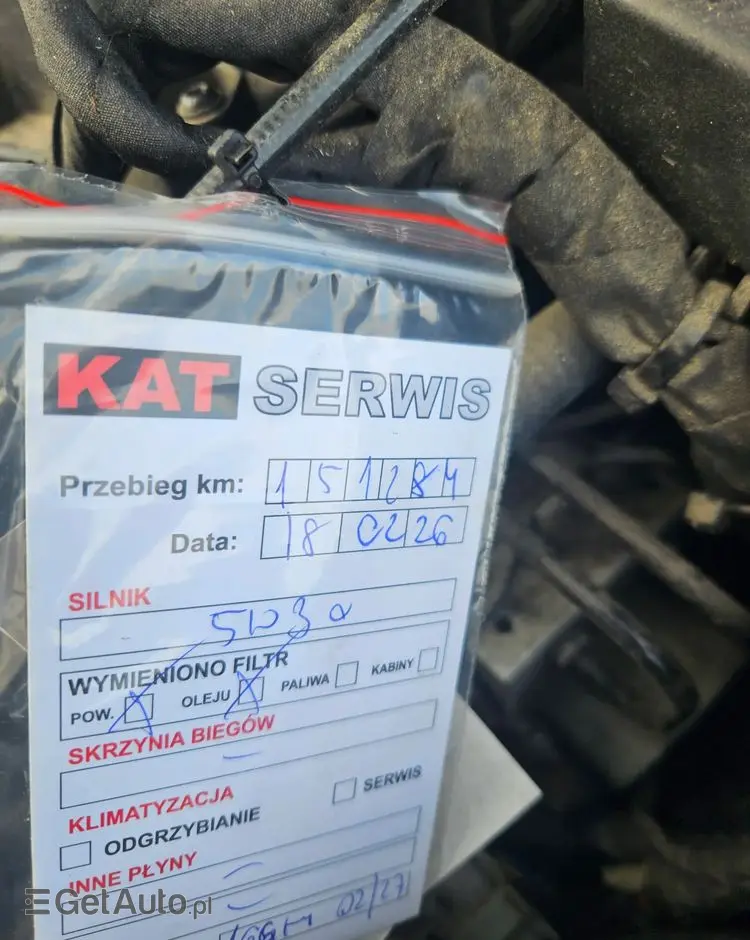 KAT SERWIS
Przebieg km: 151284
Data: 18 02 26
SILNIK
5W30
WYMIENIONO FILTR
POW. OLEJU PALIWA KABINY
SKRZYNIA BIEGÓW
KLIMATYZACJA
ODGRZYBIANIE SERWIS
INNE PŁYNY
02/27
GetAuto.pl